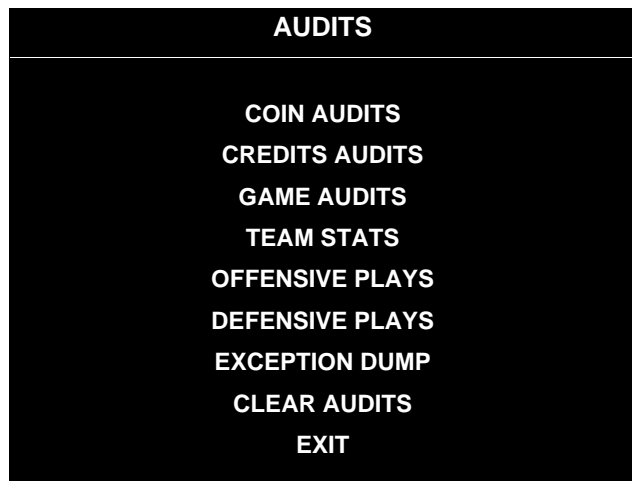 AUDITS
COIN AUDITS
CREDITS AUDITS
GAME AUDITS
TEAM STATS
OFFENSIVE PLAYS
DEFENSIVE PLAYS
EXCEPTION DUMP
CLEAR AUDITS
EXIT